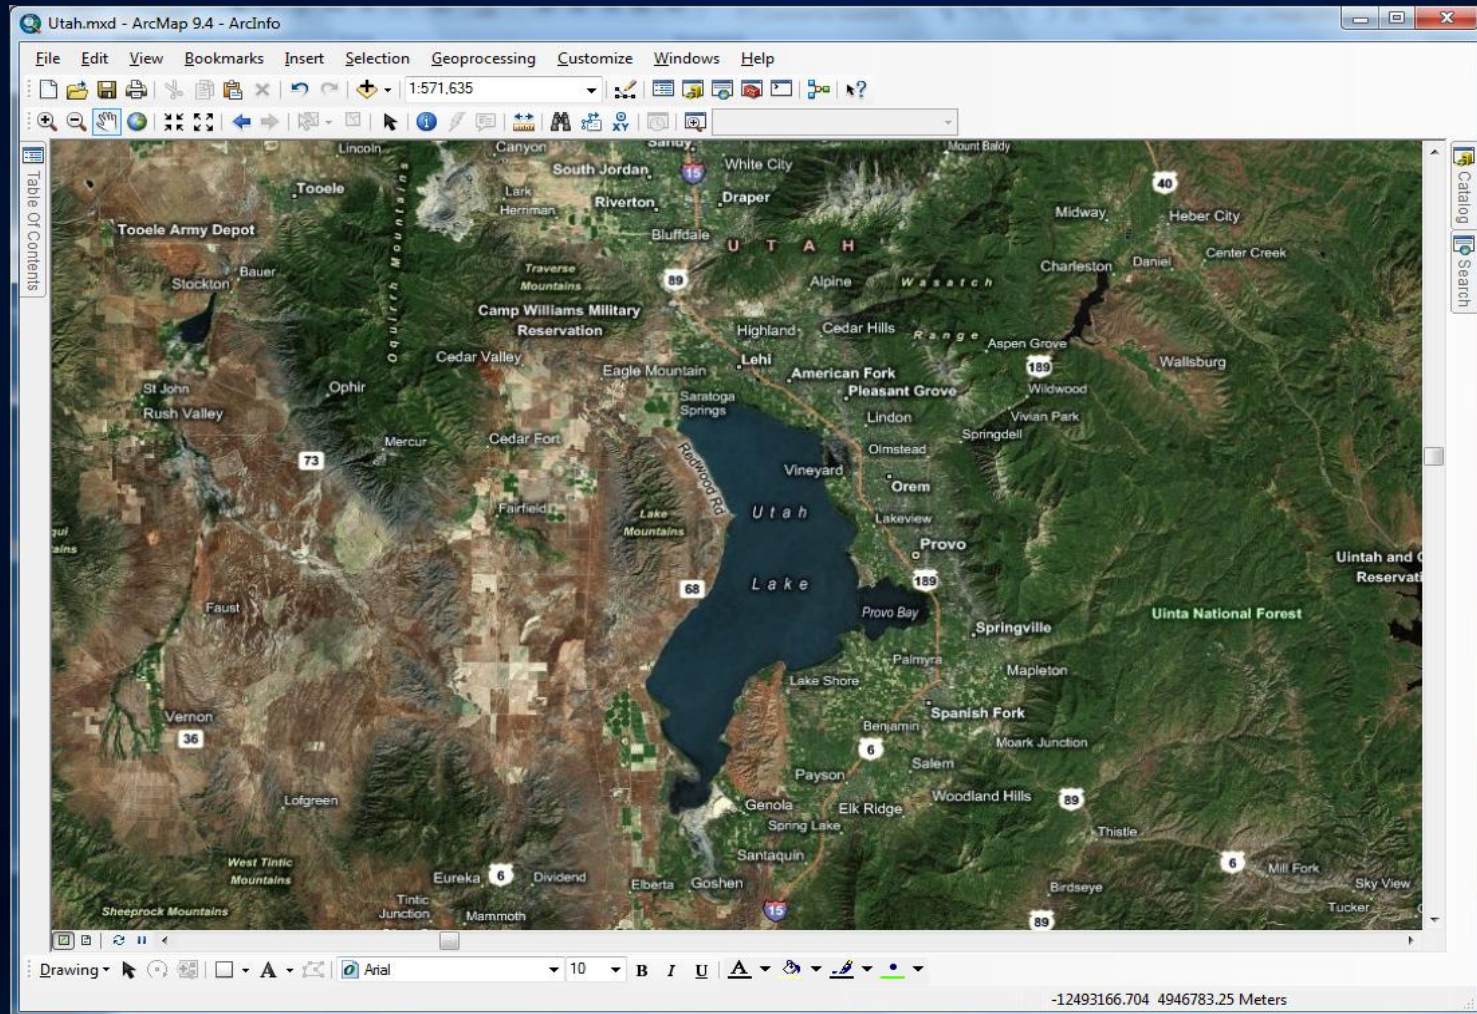 Utah.mxd - ArcMap 9.4 - ArcInfo
File Edit View Bookmarks Insert Selection Geoprocessing Customize Windows Help
1:571,635
XY
Table Of Contents
Catalog
Search
Lincoln
Canyon
Sandy
Mount Baldy
South Jordan
15
White City
40
Tooele
Lark
Herriman
Riverton
Draper
Midway
Heber City
Oquirrh Mountains
Tooele Army Depot
Bluffdale
UTAH
Center Creek
Bauer
Stockton
Traverse
Mountains
89
Alpine
Wasatch
Range
Charleston
Daniel
Camp Williams Military
Reservation
Highland
Cedar Hills
Aspen Grove
Cedar Valley
Eagle Mountain
Lehi
American Fork
189
Wallsburg
St John
Ophir
Pleasant Grove
Wildwood
Rush Valley
Saratoga
Springs
Lindon
Vivian Park
Mercur
Cedar Fort
Redwood Rd
Olmstead
Springdell
73
Vineyard
Orem
Fairfield
Lake
Mountains
Utah
Lake
Lakeview
qui
ains
Provo
Uintah and
Reservati
68
189
Faust
Provo Bay
Uinta National Forest
Springville
Palmyra
Mapleton
Lake Shore
Vernon
36
Benjamin
Spanish Fork
6
Moark Junction
Salem
Payson
Lofgreen
Genola
Elk Ridge
Woodland Hills
89
Spring Lake
Thistle
West Tintic
Mountains
Santaquin
6
Mill Fork
Eureka
6
Dividend
Elberta
Goshen
Birdseye
Sky View
Sheeprock Mountains
Tintic
Junction
Mammoth
15
89
Tucker
Drawing
A
Arial
10
B I U A
-12493166.704 4946783.25 Meters